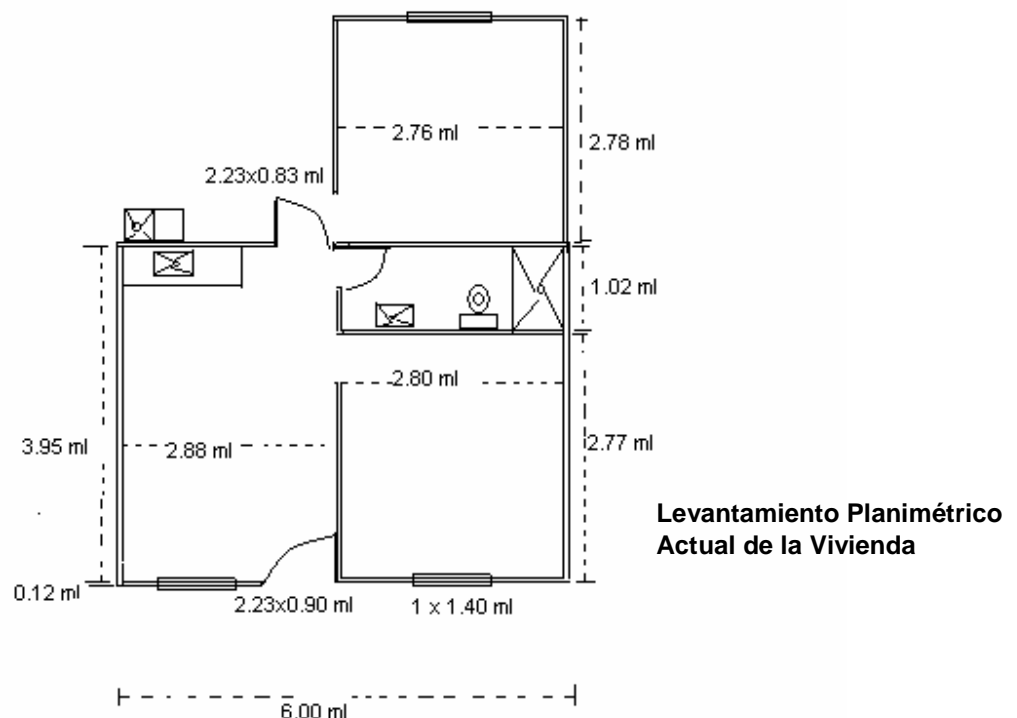 2.76 ml
2.78 ml
2.23x0.83 ml
1.02 ml
2.80 ml
3.95 ml
2.88 ml
2.77 ml
Levantamiento Planimétrico
Actual de la Vivienda
0.12 ml
2.23x0.90 ml
1 x 1.40 ml
6.00 ml